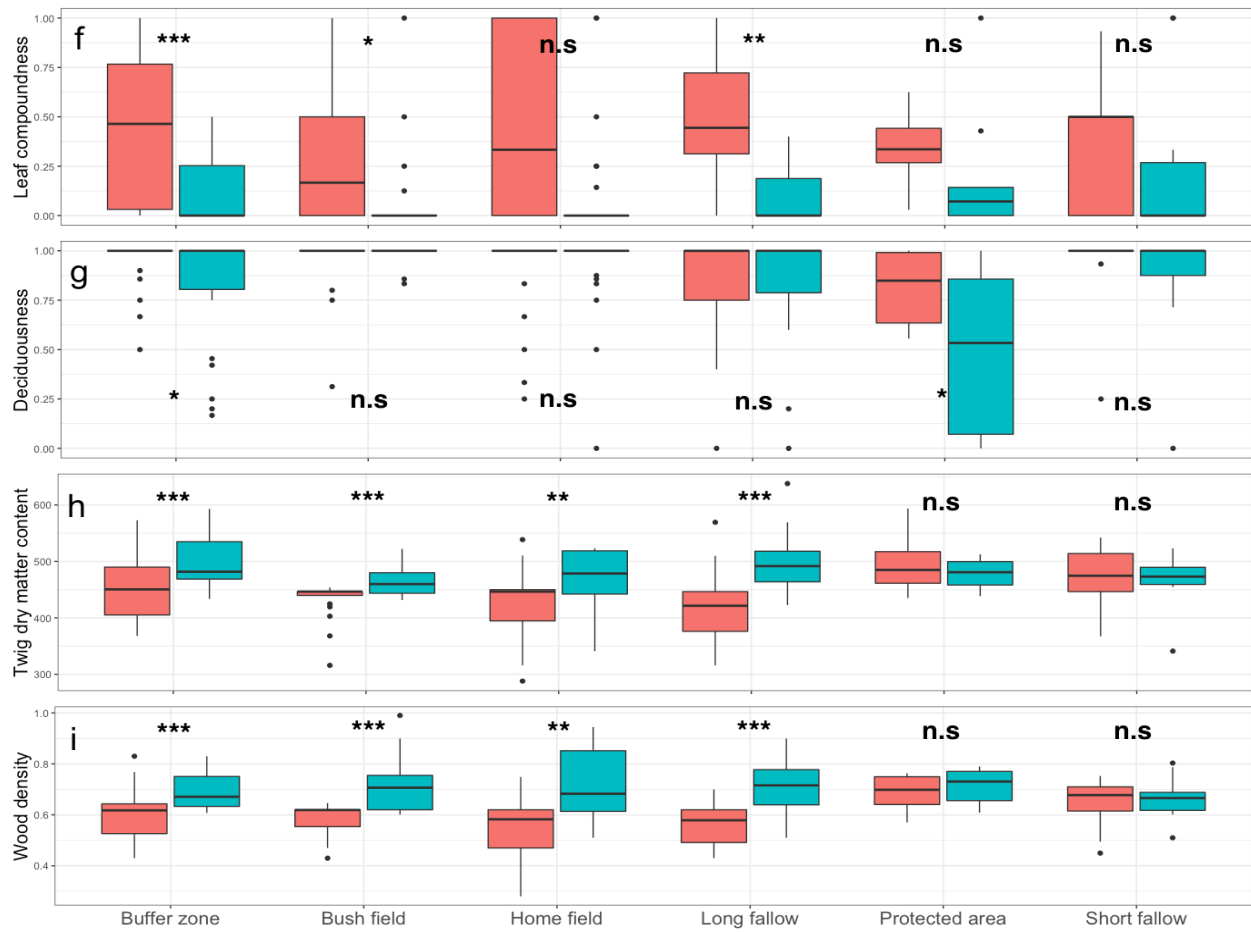 f
Leaf compoundness
1.00
0.75
0.50
0.25
0.00
***
*
n.s
**
n.s
n.s
g
Deciduousness
1.00
0.75
0.50
0.25
0.00
*
n.s
n.s
n.s
*
n.s
h
Twig dry matter content
600
500
400
300
***
***
**
***
n.s
n.s
i
Wood density
1.0
0.8
0.6
0.4
***
***
**
***
n.s
n.s
Buffer zone
Bush field
Home field
Long fallow
Protected area
Short fallow